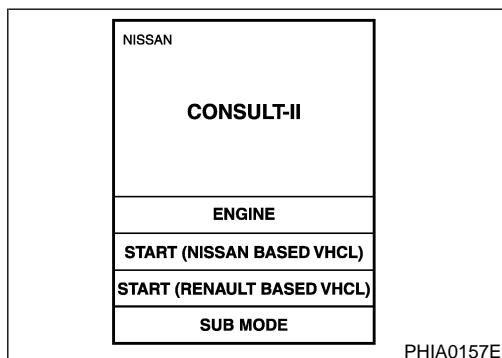 NISSAN
CONSULT-II
ENGINE
START (NISSAN BASED VHCL)
START (RENAULT BASED VHCL)
SUB MODE
PHIA0157E